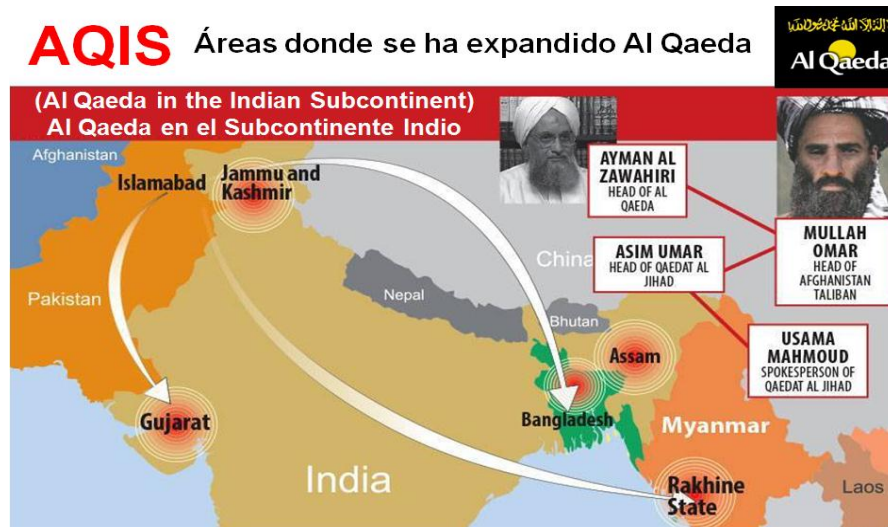 AQIS Áreas donde se ha expandido Al Qaeda
Al Qaeda
(Al Qaeda in the Indian Subcontinent)
Al Qaeda en el Subcontinente Indio
Afghanistan
Islamabad
Jammu and
Kashmir
AYMAN AL
ZAWAHIRI
HEAD OF AL
QAEDA
MULLAH
OMAR
HEAD OF
AFGHANISTAN
TALIBAN
China
ASIM UMAR
HEAD OF QAEDAT AL
JIHAD
Pakistan
Nepal
Bhutan
USAMA
MAHMOUD
SPOKESPERSON OF
QAEDAT AL JIHAD
Assam
Gujarat
Bangladesh
Myanmar
India
Rakhine
State
Laos